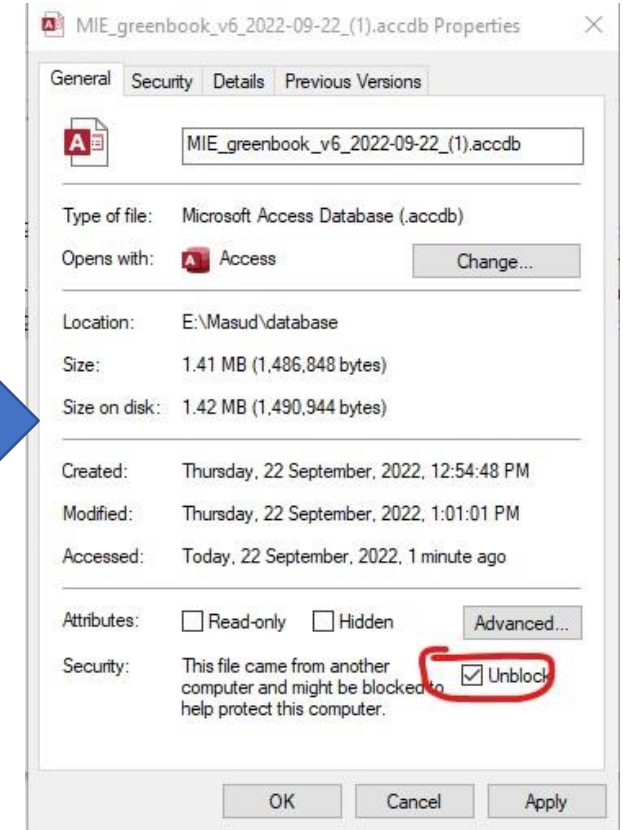 MIE_greenbook_v6_2022-09-22_(1).accdb Properties
General Security Details Previous Versions
MIE_greenbook_v6_2022-09-22_(1).accdb
Type of file: Microsoft Access Database (.accdb)
Opens with: Access Change...
Location: E:\Masud\database
Size: 1.41 MB (1,486,848 bytes)
Size on disk: 1.42 MB (1,490,944 bytes)
Created: Thursday, 22 September, 2022, 12:54:48 PM
Modified: Thursday, 22 September, 2022, 1:01:01 PM
Accessed: Today, 22 September, 2022, 1 minute ago
Attributes: Read-only Hidden Advanced...
Security: This file came from another
computer and might be blocked to
help protect this computer.
Unblock
OK Cancel Apply